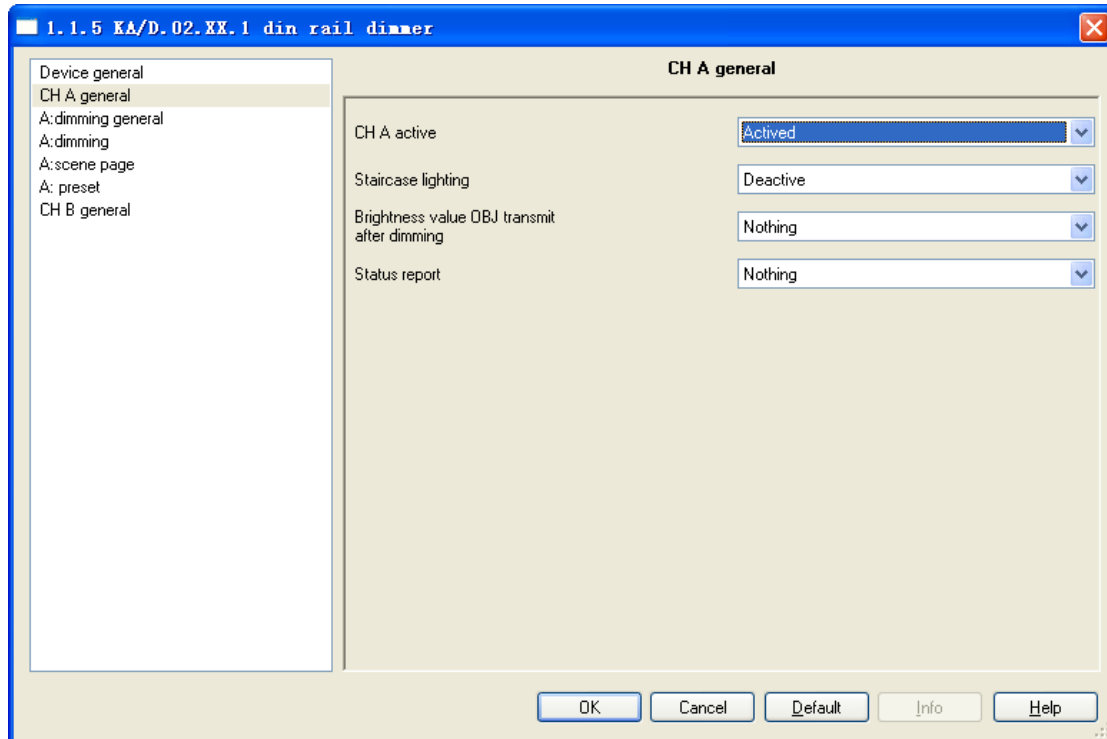 1.1.5 KA/D.02.XX.1 din rail dimmer
Device general
CH A general
A:dimming general
A:dimming
A:scene page
A: preset
CH B general
CH A general
CH A active
Actived
Staircase lighting
Deactive
Brightness value OBJ transmit
after dimming
Nothing
Status report
Nothing
OK
Cancel
Default
Info
Help